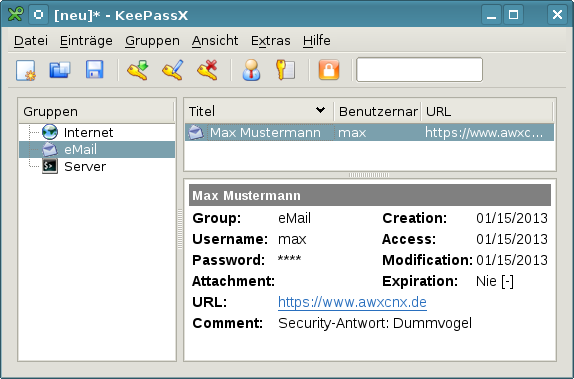 [neu]* - KeePassX
Datei Einträge Gruppen Ansicht Extras Hilfe
Gruppen
Internet
eMail
Server
Titel Benutzernar URL
Max Mustermann max https://www.awxc...
Max Mustermann
Group: eMail Creation: 01/15/2013
Username: max Access: 01/15/2013
Password: **** Modification: 01/15/2013
Attachment: Expiration: Nie [-]
URL: https://www.awxcnx.de
Comment: Security-Antwort: Dummvogel